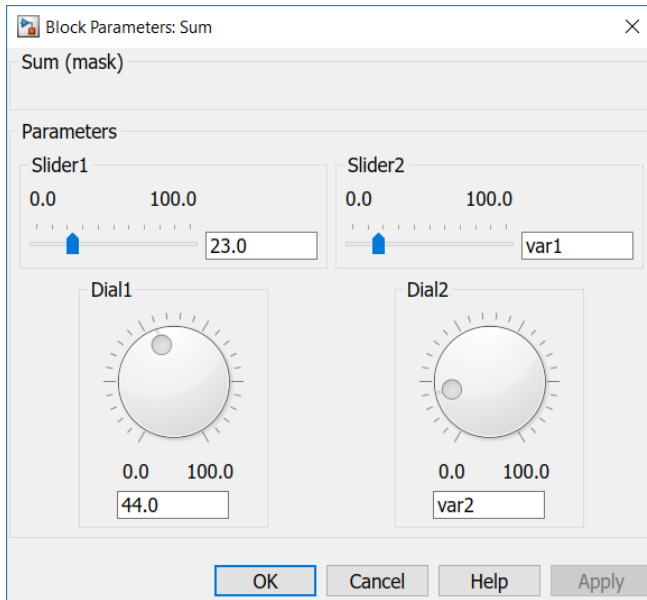 Block Parameters: Sum
Sum (mask)
Parameters
Slider1
0.0 100.0
23.0
Slider2
0.0 100.0
var1
Dial1
0.0 100.0
44.0
Dial2
0.0 100.0
var2
OK Cancel Help Apply